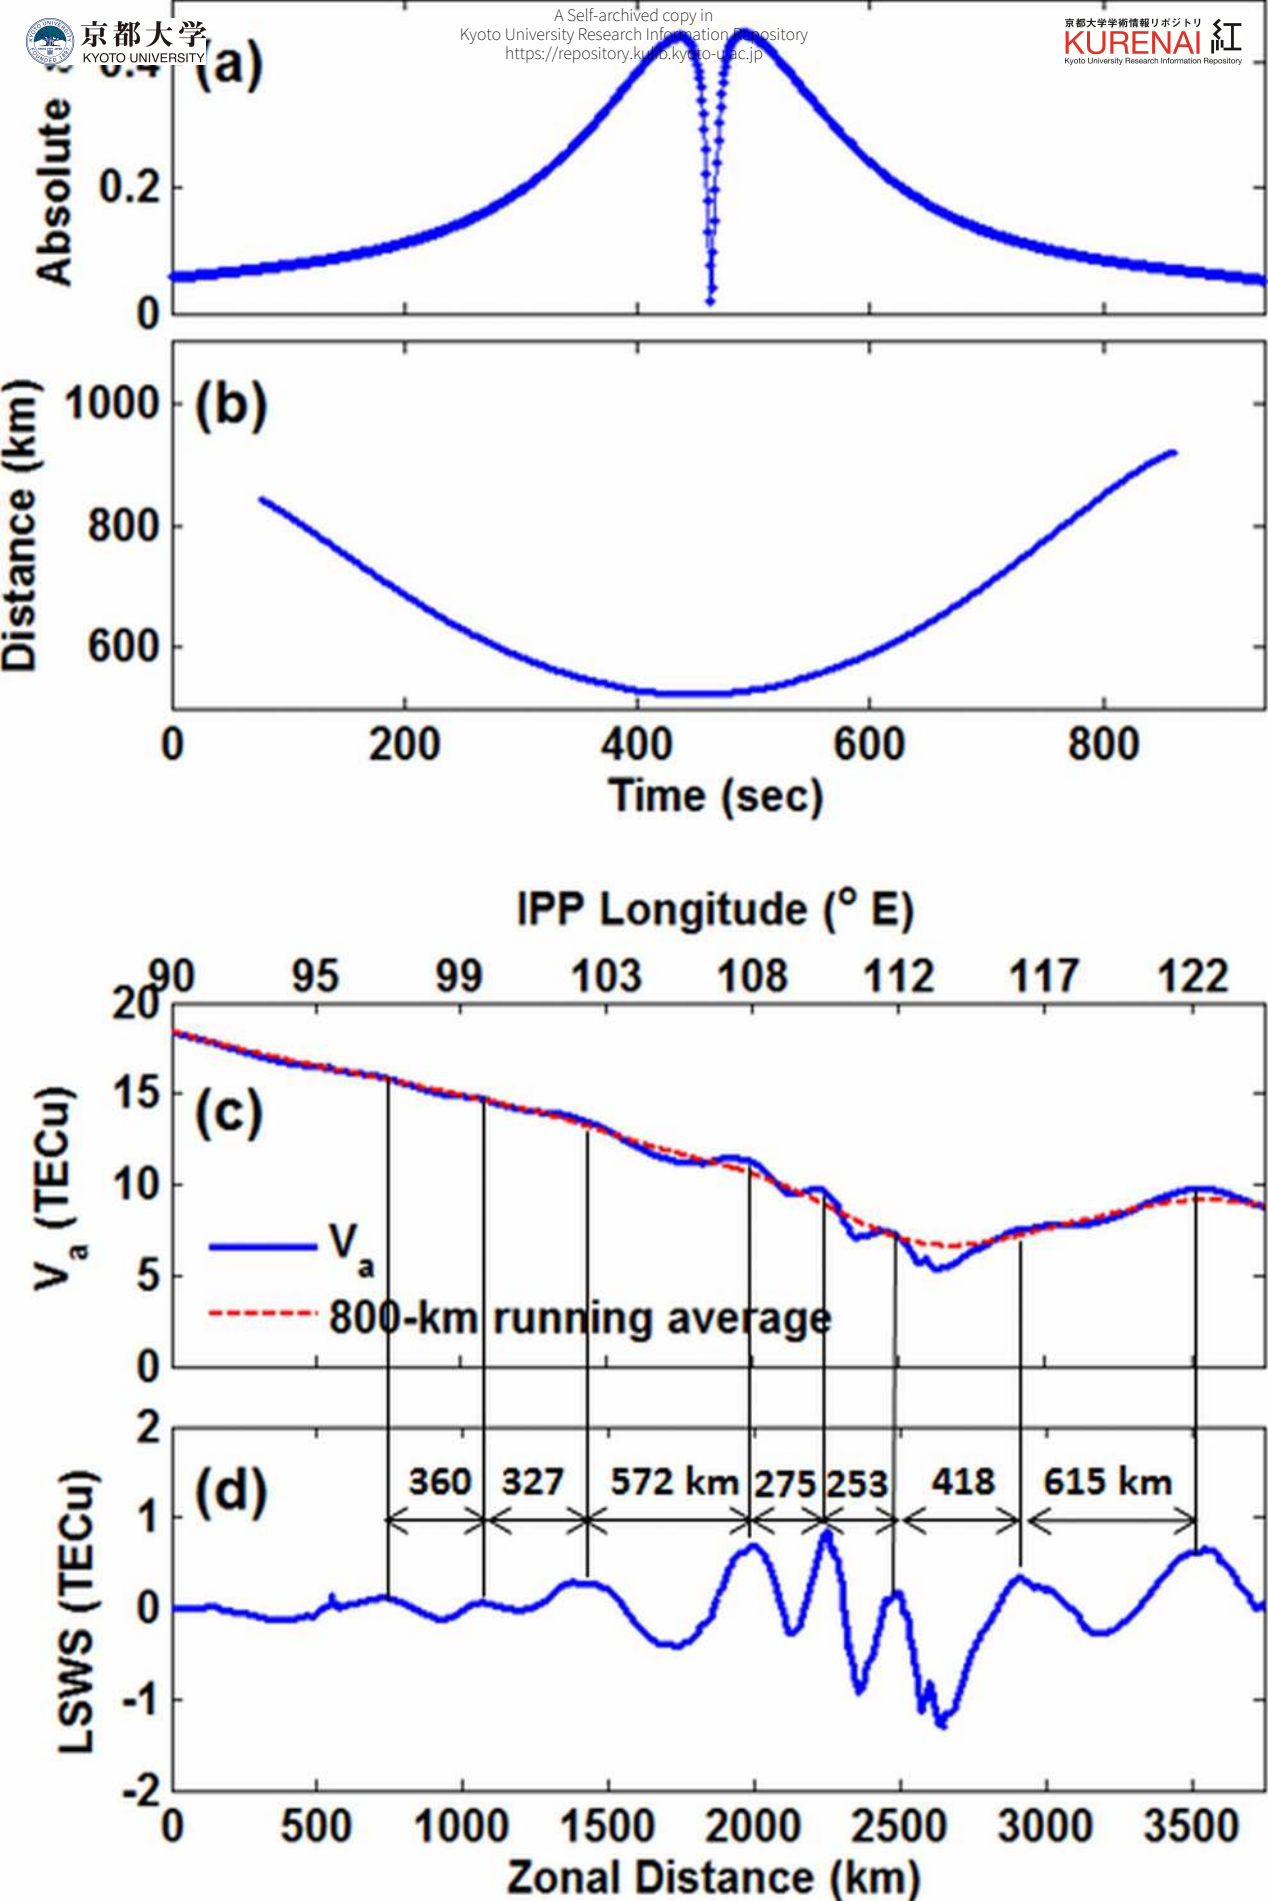 A Self-archived copy in
Kyoto University Research Information Repository
https://repository.kulib.kyoto-u.ac.jp
京都大学
KYOTO UNIVERSITY
京都大学学術情報リポジトリ
KURENAI 紅
Kyoto University Research Information Repository
(a)
Absolute
0.4
0.2
0
(b)
Distance (km)
1000
800
600
0 200 400 600 800
Time (sec)
IPP Longitude (° E)
90 95 99 103 108 112 117 122
20
15
10
5
0
Va (TECu)
(c)
Va
800-km running average
(d)
LSWS (TECu)
2
1
0
-1
-2
360 327 572 km 275 253 418 615 km
0 500 1000 1500 2000 2500 3000 3500
Zonal Distance (km)